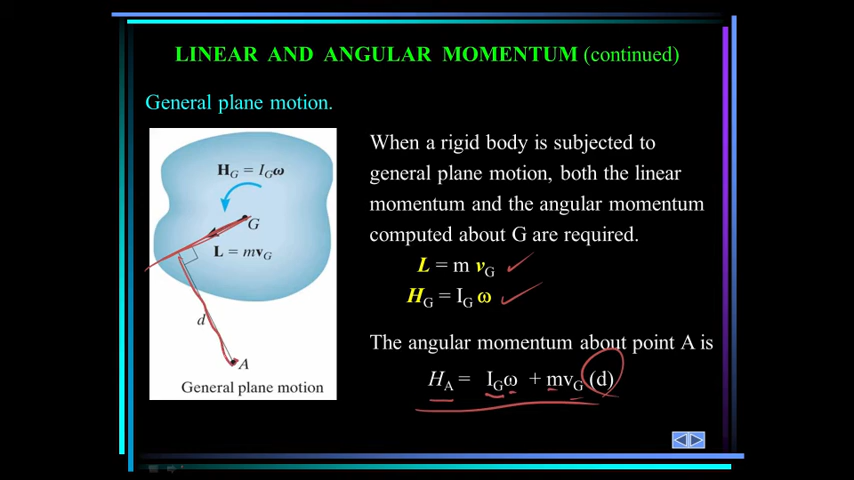 LINEAR AND ANGULAR MOMENTUM (continued)
General plane motion.
H_G = I_Gω
G
L = mv_G
d
A
General plane motion
When a rigid body is subjected to
general plane motion, both the linear
momentum and the angular momentum
computed about G are required.
L = m v_G
H_G = I_G ω
The angular momentum about point A is
H_A = I_Gω + mv_G (d)